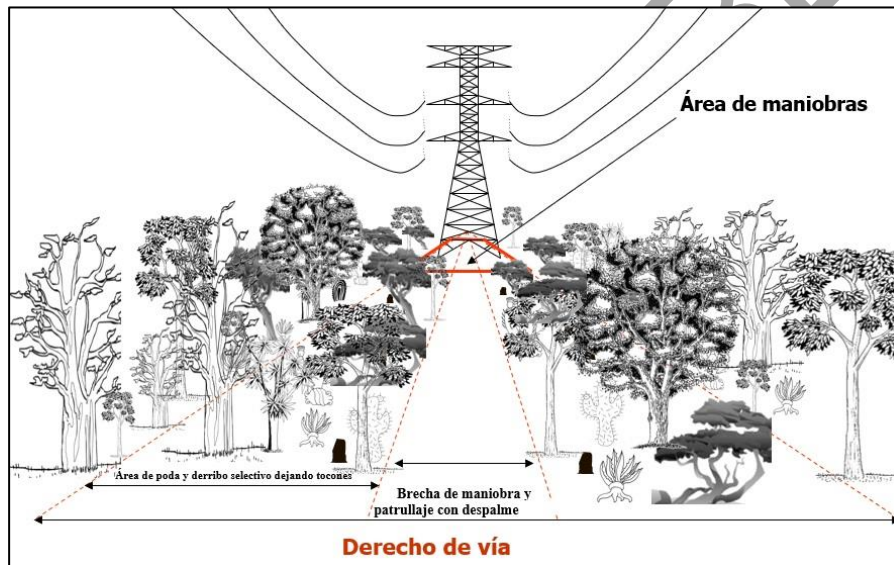 Área de maniobras
Área de poda y derribo selectivo dejando tocones
Brecha de maniobra y
patrullaje con despalme
Derecho de vía